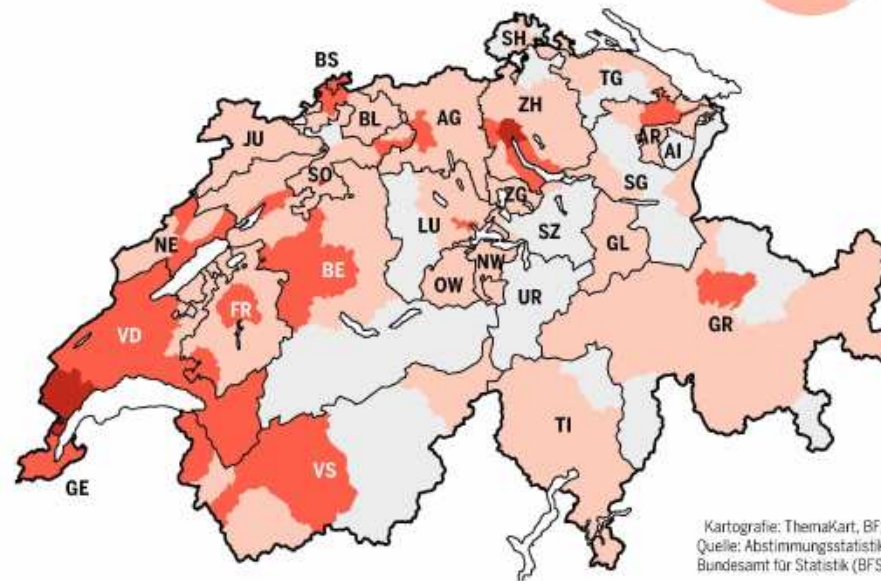 SH
BS
TG
ZH
BL
AG
JU
AR
AI
SO
SG
ZG
LU
SZ
NE
GL
NW
BE
OW
UR
FR
GR
VD
TI
VS
GE
Kartografie: ThemaKart, BF
Quelle: Abstimmungsstatistik
Bundesamt für Statistik (BFS